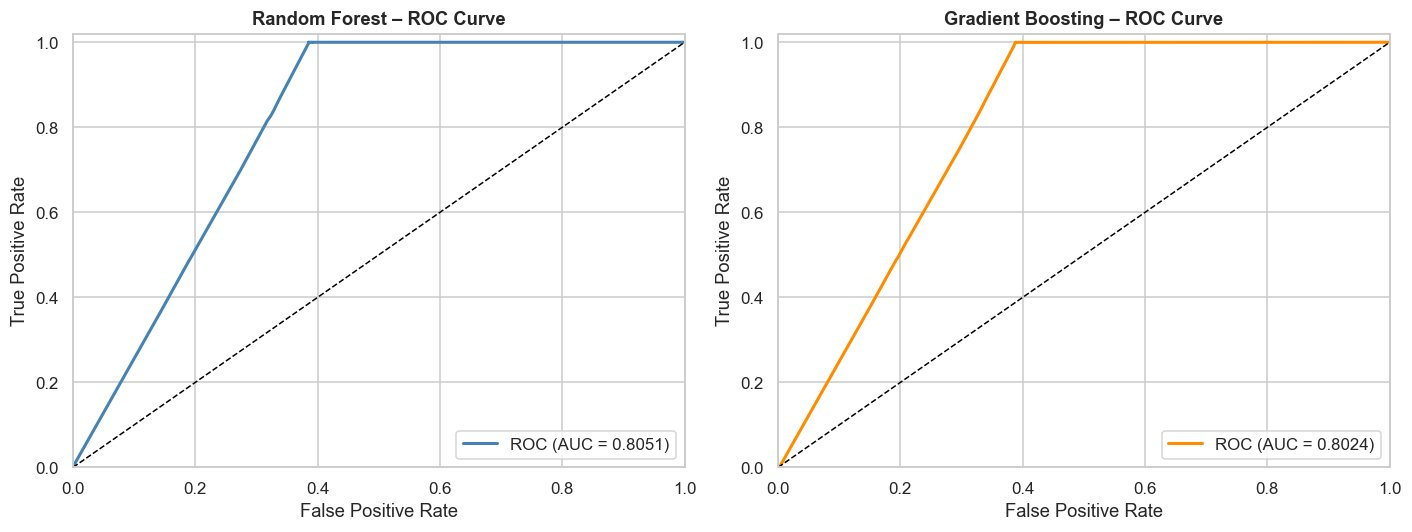 Random Forest – ROC Curve
1.0
0.8
0.6
0.4
0.2
0.0
True Positive Rate
0.0 0.2 0.4 0.6 0.8 1.0
False Positive Rate
ROC (AUC = 0.8051)
Gradient Boosting – ROC Curve
1.0
0.8
0.6
0.4
0.2
0.0
True Positive Rate
0.0 0.2 0.4 0.6 0.8 1.0
False Positive Rate
ROC (AUC = 0.8024)